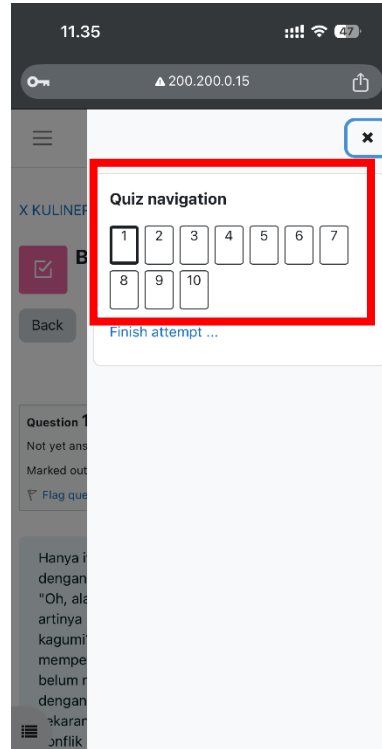 11.35
47
200.200.0.15
X KULINER
B
Back
Quiz navigation
1 2 3 4 5 6 7
8 9 10
Finish attempt ...
Question 1
Not yet ans
Marked out
Flag que
Hanya i
dengan
"Oh, ala
artinya
kagumi
mempe
belum
dengan
ekaran
onflik